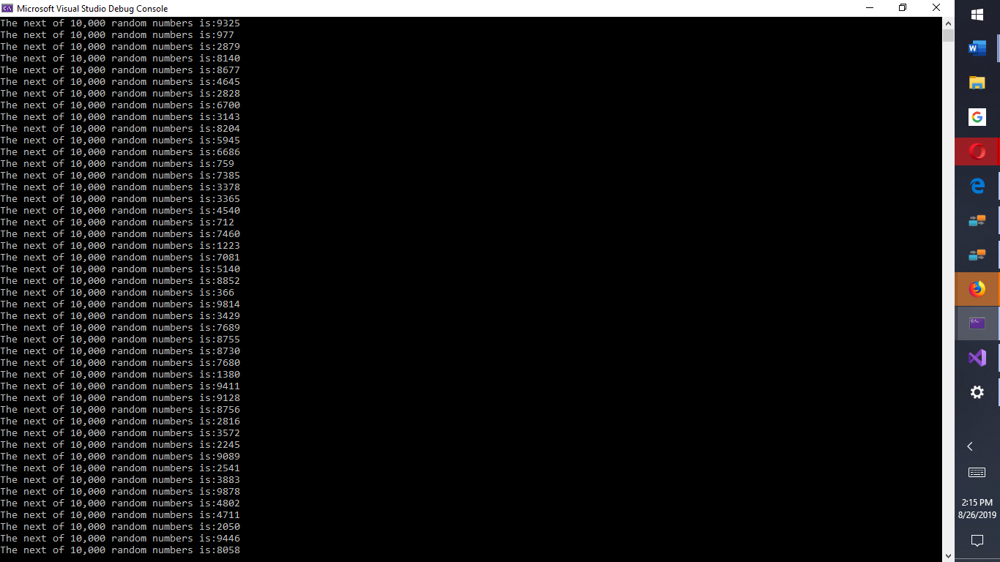 Microsoft Visual Studio Debug Console
The next of 10,000 random numbers is:9325
The next of 10,000 random numbers is:977
The next of 10,000 random numbers is:2879
The next of 10,000 random numbers is:8140
The next of 10,000 random numbers is:8677
The next of 10,000 random numbers is:4645
The next of 10,000 random numbers is:2828
The next of 10,000 random numbers is:6700
The next of 10,000 random numbers is:3143
The next of 10,000 random numbers is:8204
The next of 10,000 random numbers is:5945
The next of 10,000 random numbers is:6686
The next of 10,000 random numbers is:759
The next of 10,000 random numbers is:7385
The next of 10,000 random numbers is:3378
The next of 10,000 random numbers is:3365
The next of 10,000 random numbers is:4540
The next of 10,000 random numbers is:712
The next of 10,000 random numbers is:7460
The next of 10,000 random numbers is:1223
The next of 10,000 random numbers is:7081
The next of 10,000 random numbers is:5140
The next of 10,000 random numbers is:8852
The next of 10,000 random numbers is:366
The next of 10,000 random numbers is:9814
The next of 10,000 random numbers is:3429
The next of 10,000 random numbers is:7689
The next of 10,000 random numbers is:8755
The next of 10,000 random numbers is:8730
The next of 10,000 random numbers is:7680
The next of 10,000 random numbers is:1380
The next of 10,000 random numbers is:9411
The next of 10,000 random numbers is:9128
The next of 10,000 random numbers is:8756
The next of 10,000 random numbers is:2816
The next of 10,000 random numbers is:3572
The next of 10,000 random numbers is:2245
The next of 10,000 random numbers is:9089
The next of 10,000 random numbers is:2541
The next of 10,000 random numbers is:3883
The next of 10,000 random numbers is:9878
The next of 10,000 random numbers is:4802
The next of 10,000 random numbers is:4711
The next of 10,000 random numbers is:2050
The next of 10,000 random numbers is:9446
The next of 10,000 random numbers is:8058
2:15 PM
8/26/2019